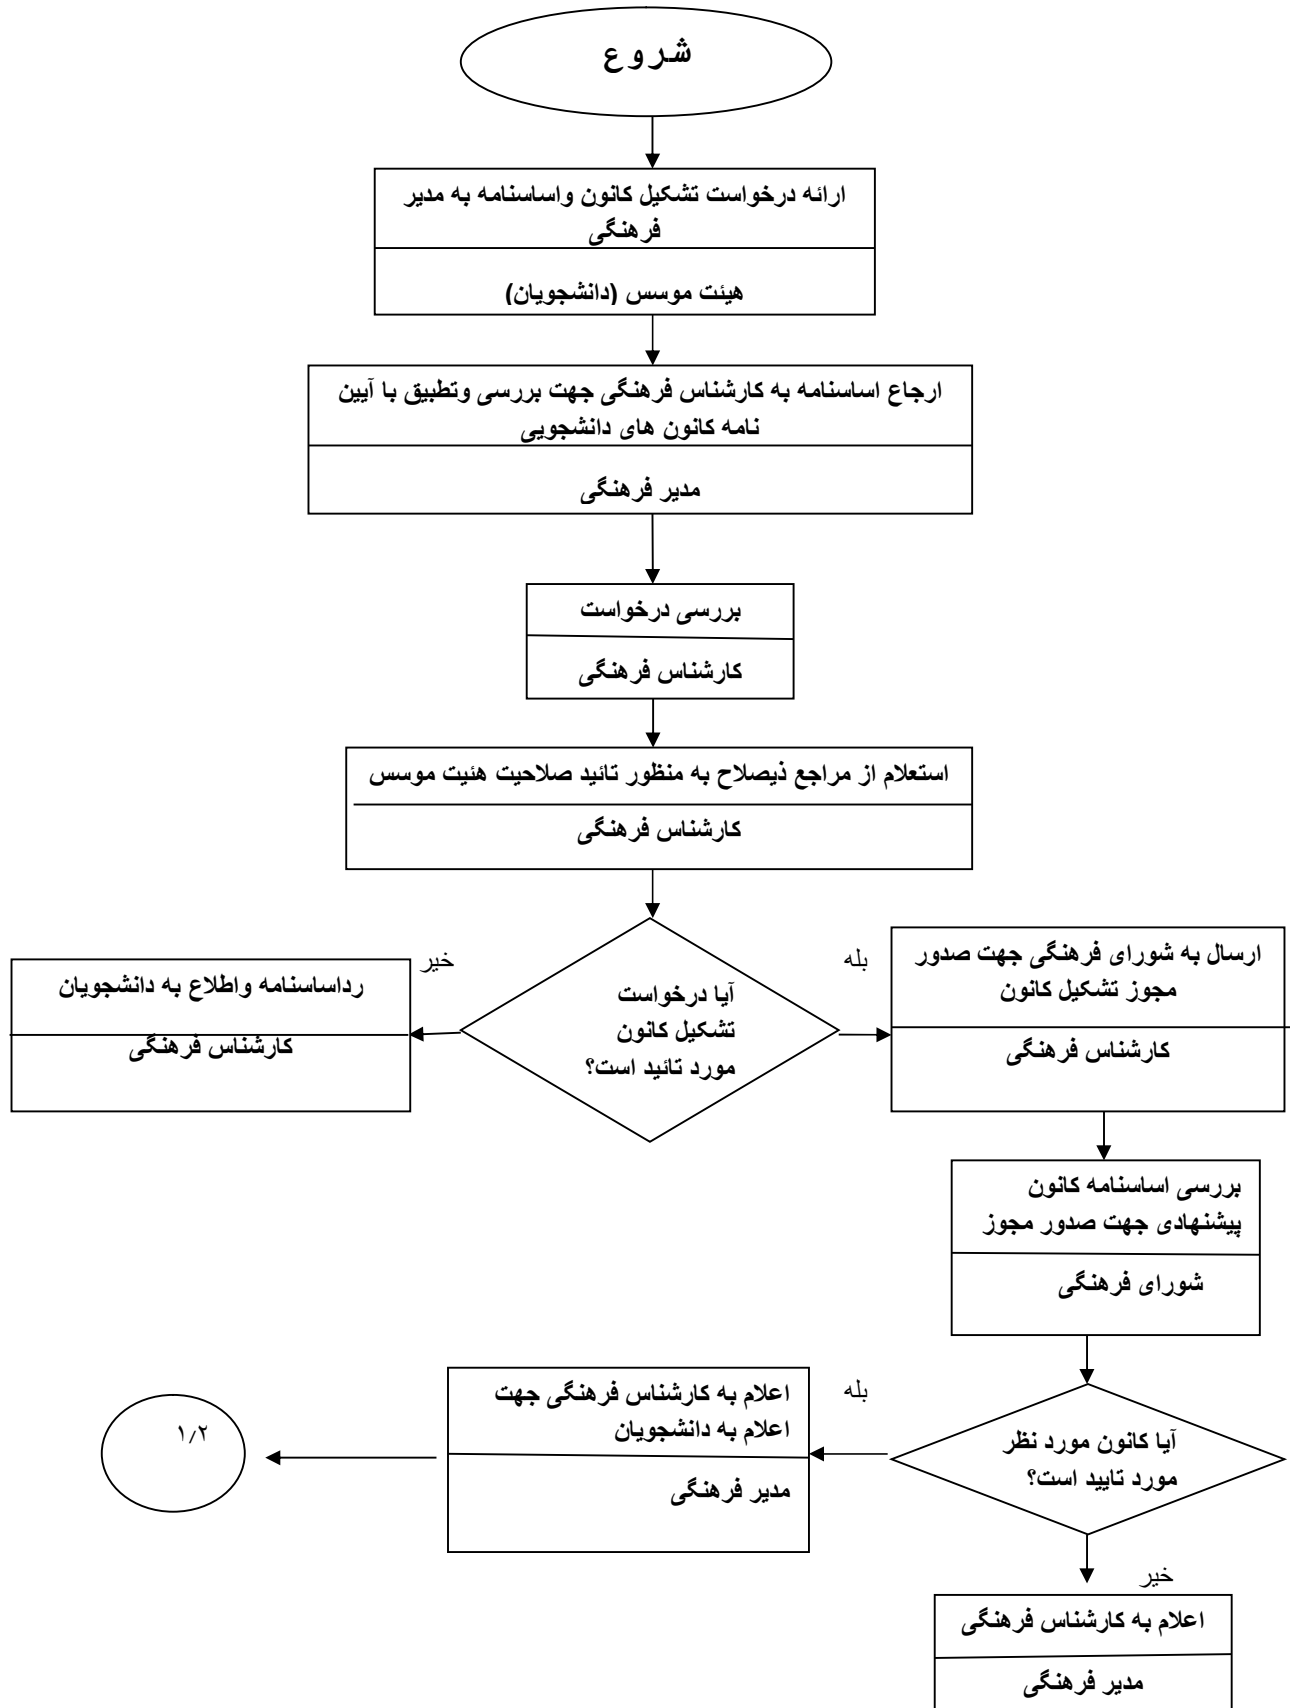 شروع
ارائه درخواست تشکیل کانون واساسنامه به مدیر
فرهنگی
هیئت موسس (دانشجویان)
ارجاع اساسنامه به کارشناس فرهنگی جهت بررسی وتطبیق با آیین
نامه کانون های دانشجویی
مدیر فرهنگی
بررسی درخواست
کارشناس فرهنگی
استعلام از مراجع ذیصلاح به منظور تائید صلاحیت هئیت موسس
کارشناس فرهنگی
آیا درخواست
تشکیل کانون
مورد تائید است؟
بله
ارسال به شورای فرهنگی جهت صدور
مجوز تشکیل کانون
کارشناس فرهنگی
خیر
رداساسنامه واطلاع به دانشجویان
کارشناس فرهنگی
بررسی اساسنامه کانون
پیشنهادی جهت صدور مجوز
شورای فرهنگی
آیا کانون مورد نظر
مورد تایید است؟
بله
اعلام به کارشناس فرهنگی جهت
اعلام به دانشجویان
مدیر فرهنگی
۱/۲
خیر
اعلام به کارشناس فرهنگی
مدیر فرهنگی